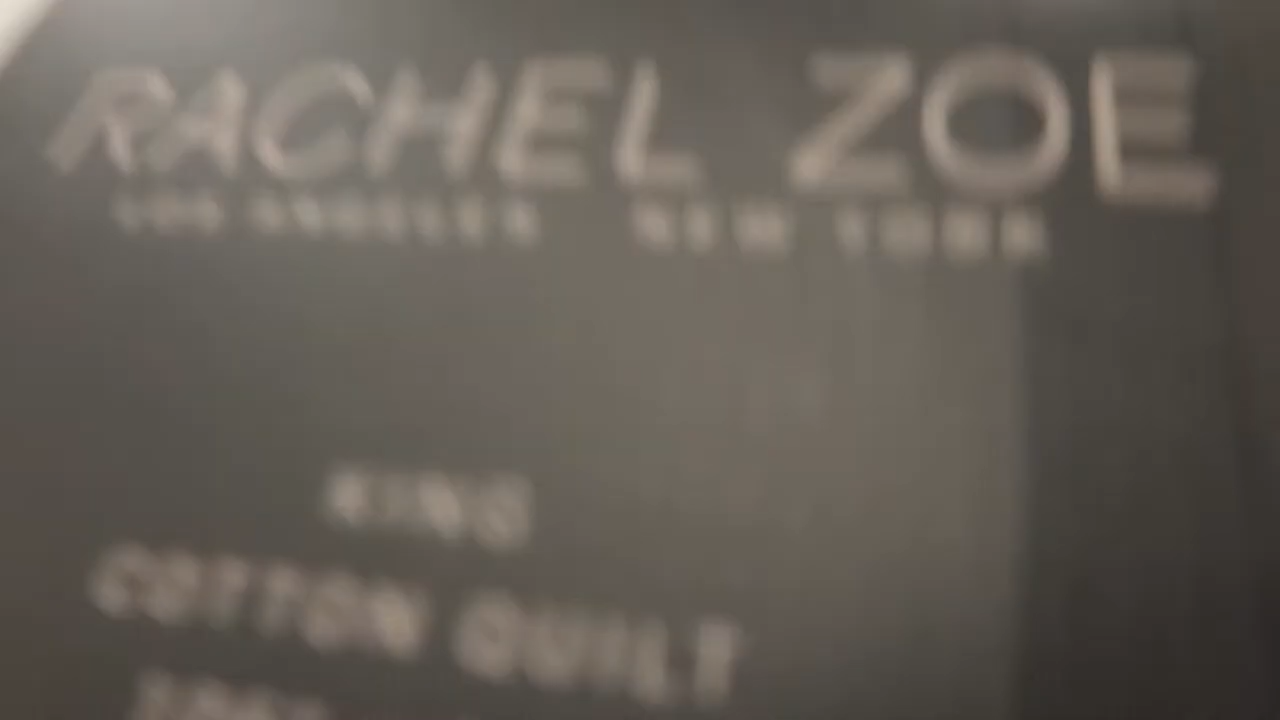 RACHEL ZOE
LOS ANGELES NEW YORK
KING
COTTON QUILT